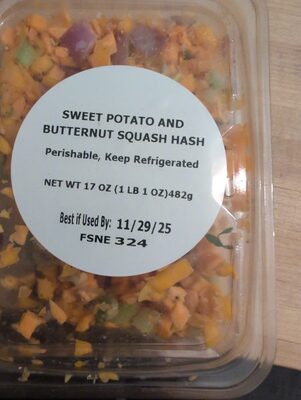 SWEET POTATO AND
BUTTERNUT SQUASH HASH
Perishable, Keep Refrigerated
NET WT 17 OZ (1 LB 1 OZ)482g
Best if Used By: 11/29/25
FSNE 324